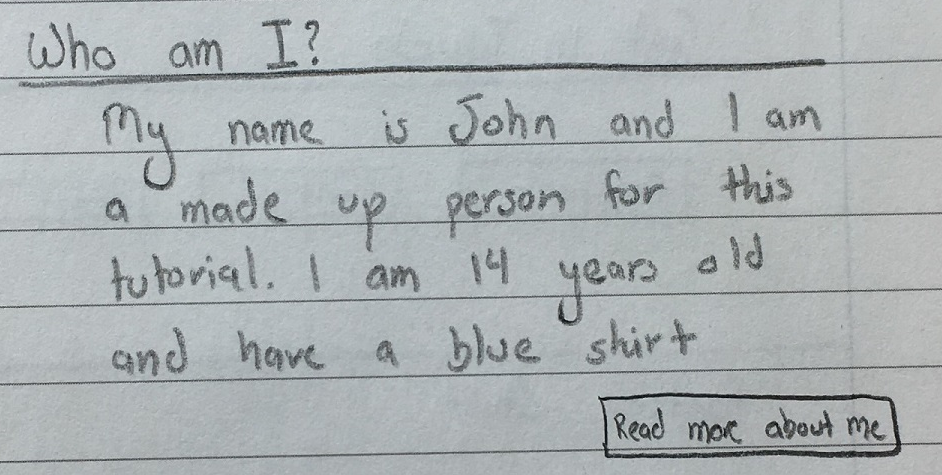 Who am I?
My name is John and I am
a made up person for this
tutorial. I am 14 years old
and have a blue shirt
Read more about me